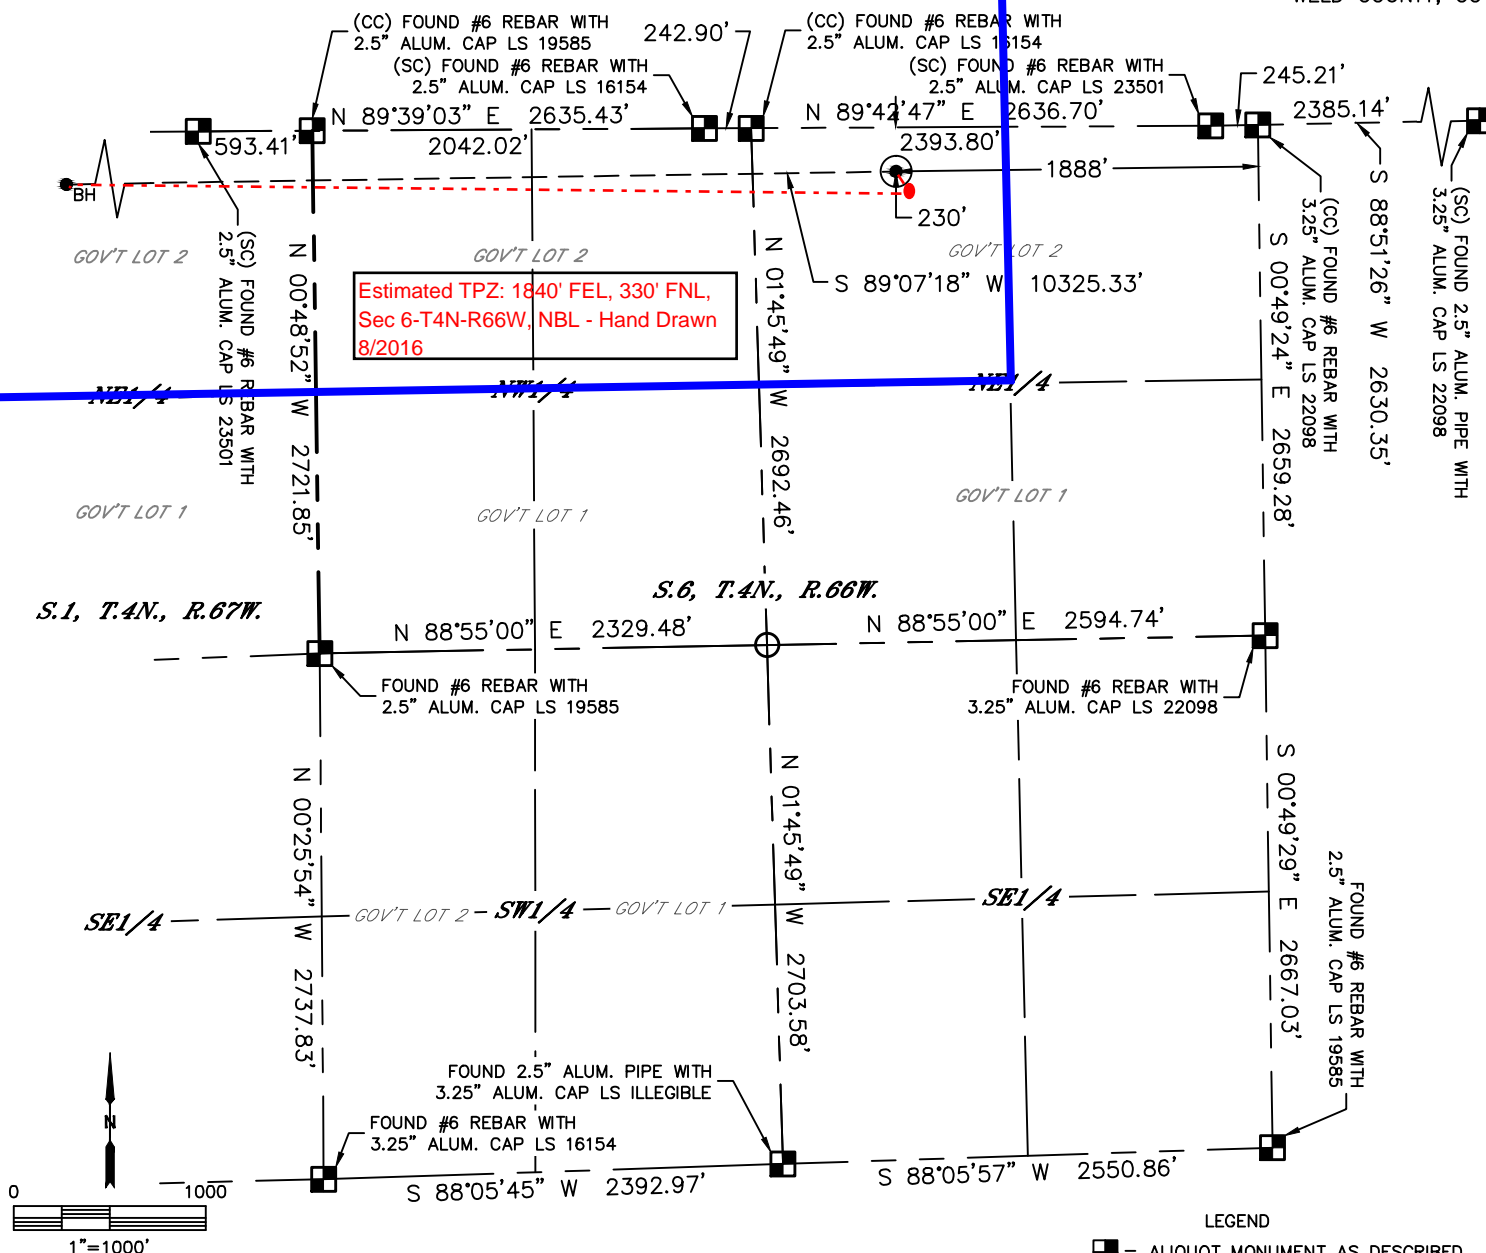 (CC) FOUND #6 REBAR WITH
2.5" ALUM. CAP LS 19585
242.90'
(CC) FOUND #6 REBAR WITH
2.5" ALUM. CAP LS 16154
(SC) FOUND #6 REBAR WITH
2.5" ALUM. CAP LS 16154
(SC) FOUND #6 REBAR WITH
2.5" ALUM. CAP LS 23501
245.21'
N 89°39'03" E 2635.43'
N 89°42'47" E 2636.70'
2385.14'
593.41'
2042.02'
2393.80'
1888'
BH
230'
GOV'T LOT 2
GOV'T LOT 2
GOV'T LOT 2
S 89°07'18" W 10325.33'
(SC) FOUND #6 REBAR WITH
2.5" ALUM. CAP LS 23501
N 00°48'52" W 2721.85'
Estimated TPZ: 1840' FEL, 330' FNL,
Sec 6-T4N-R66W, NBL - Hand Drawn
8/2016
N 01°45'49" W 2692.46'
S 00°49'24" E 2659.28'
(CC) FOUND #6 REBAR WITH
3.25" ALUM. CAP LS 22098
S 88°51'26" W 2630.35'
(SC) FOUND 2.5" ALUM. PIPE WITH
3.25" ALUM. CAP LS 22098
NE1/4
NW1/4
NE1/4
GOV'T LOT 1
GOV'T LOT 1
GOV'T LOT 1
S.1, T.4N., R.67W.
S.6, T.4N., R.66W.
N 88°55'00" E 2329.48'
N 88°55'00" E 2594.74'
FOUND #6 REBAR WITH
2.5" ALUM. CAP LS 19585
FOUND #6 REBAR WITH
3.25" ALUM. CAP LS 22098
N 00°25'54" W 2737.83'
N 01°45'49" W 2703.58'
S 00°49'29" E 2667.03'
FOUND #6 REBAR WITH
2.5" ALUM. CAP LS 19585
SE1/4
GOV'T LOT 2
SW1/4
GOV'T LOT 1
SE1/4
FOUND 2.5" ALUM. PIPE WITH
3.25" ALUM. CAP LS ILLEGIBLE
FOUND #6 REBAR WITH
3.25" ALUM. CAP LS 16154
S 88°05'45" W 2392.97'
S 88°05'57" W 2550.86'
N
0 1000
1"=1000'
LEGEND
= ALIQUOT MONUMENT AS DESCRIBED